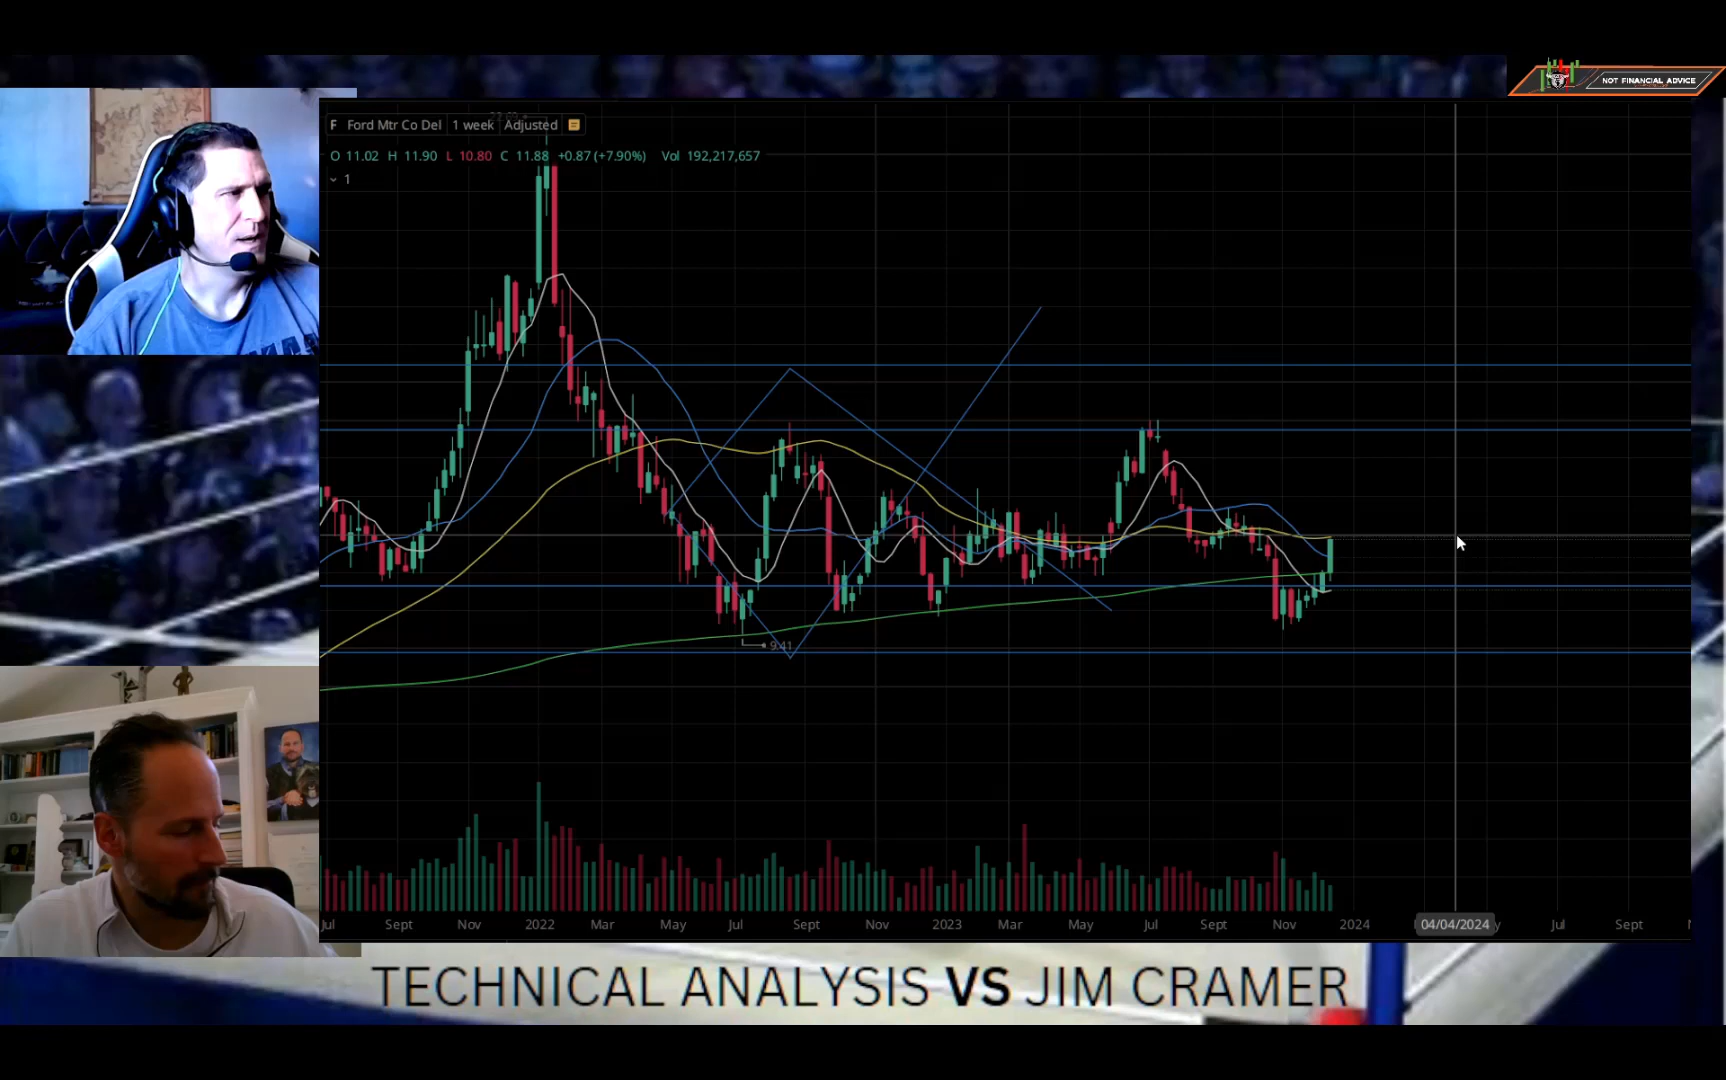 NOT FINANCIAL ADVICE
F Ford Mtr Co Del 1 week Adjusted
O 11.02 H 11.90 L 10.80 C 11.88 +0.87 (+7.90%) Vol 192,217,657
1
9.41
Jul Sept Nov 2022 Mar May Jul Sept Nov 2023 Mar May Jul Sept Nov 2024 04/04/2024 y Jul Sept
TECHNICAL ANALYSIS VS JIM CRAMER